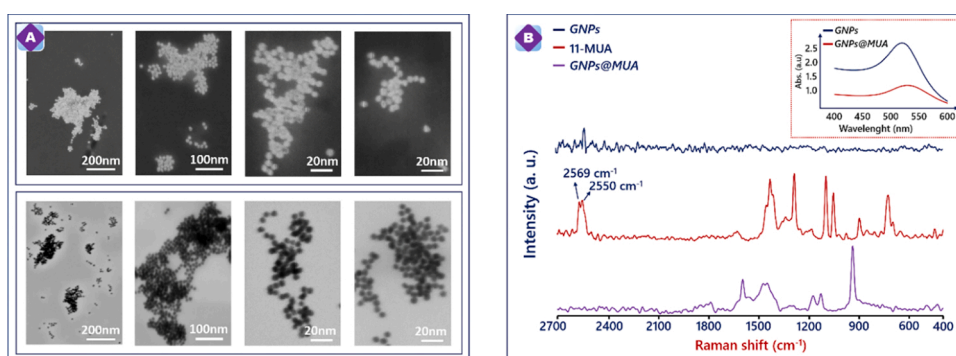 A
200nm
100nm
20nm
20nm
200nm
100nm
20nm
20nm
B
GNPs
11-MUA
GNPs@MUA
GNPs
GNPs@MUA
Abs. (a.u)
2.5
2.0
1.5
1.0
400 450 500 550 600
Wavelenght (nm)
2569 cm⁻¹
2550 cm⁻¹
Intensity (a. u.)
2700 2400 2100 1800 1500 1200 900 600 400
Raman shift (cm⁻¹)